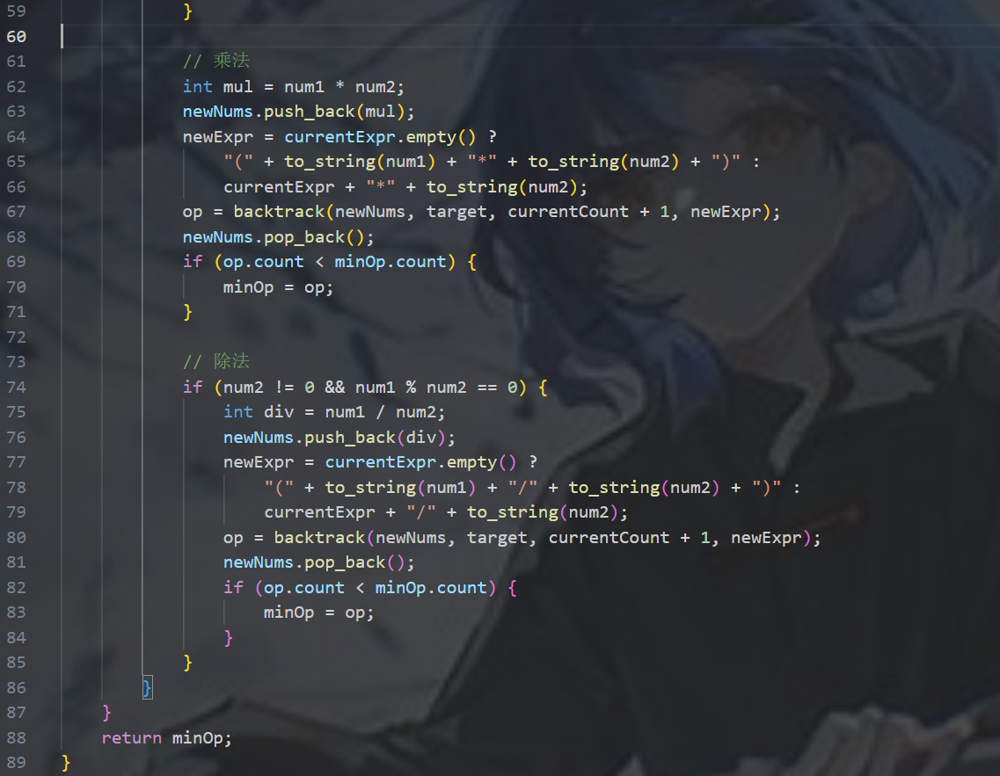 59 }
60
61 // 乘法
62 int mul = num1 * num2;
63 newNums.push_back(mul);
64 newExpr = currentExpr.empty() ?
65 "(" + to_string(num1) + "*" + to_string(num2) + ")" :
66 currentExpr + "*" + to_string(num2);
67 op = backtrack(newNums, target, currentCount + 1, newExpr);
68 newNums.pop_back();
69 if (op.count < minOp.count) {
70 minOp = op;
71 }
72
73 // 除法
74 if (num2 != 0 && num1 % num2 == 0) {
75 int div = num1 / num2;
76 newNums.push_back(div);
77 newExpr = currentExpr.empty() ?
78 "(" + to_string(num1) + "/" + to_string(num2) + ")" :
79 currentExpr + "/" + to_string(num2);
80 op = backtrack(newNums, target, currentCount + 1, newExpr);
81 newNums.pop_back();
82 if (op.count < minOp.count) {
83 minOp = op;
84 }
85 }
86 }
87 }
88 return minOp;
89 }